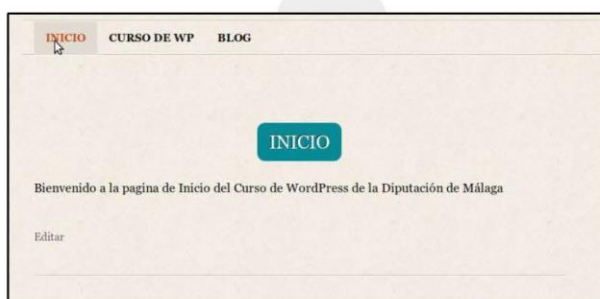 INICIO CURSO DE WP BLOG
INICIO
Bienvenido a la pagina de Inicio del Curso de WordPress de la Diputación de Málaga
Editar